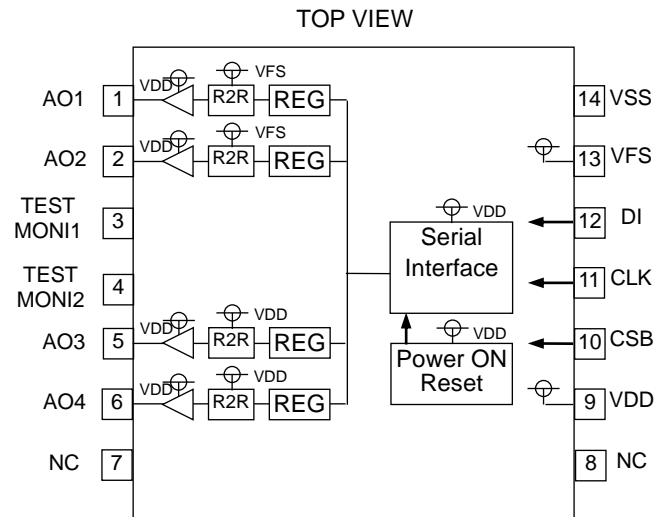 TOP VIEW
AO1 1 VDD R2R VFS REG
AO2 2 VDD R2R VFS REG
TEST
MONI1 3
TEST
MONI2 4
AO3 5 VDD R2R VDD REG
AO4 6 VDD R2R VDD REG
NC 7
VDD
Serial
Interface
VDD
Power ON
Reset
14 VSS
13 VFS
12 DI
11 CLK
10 CSB
9 VDD
8 NC